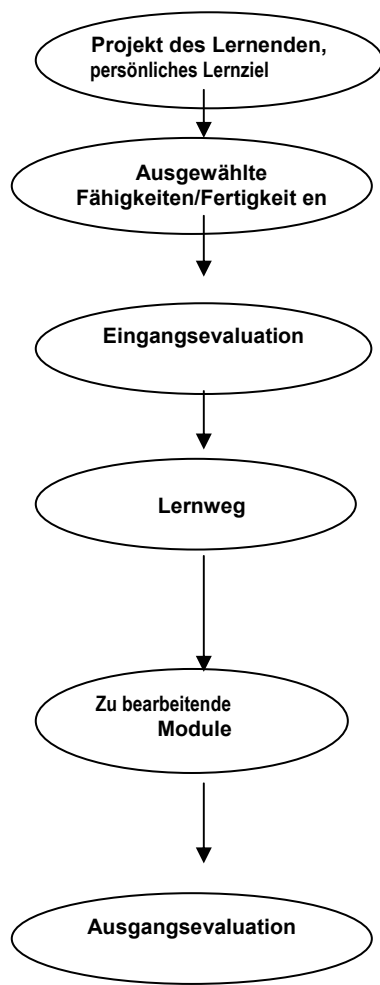 Projekt des Lernenden,
persönliches Lernziel
Ausgewählte
Fähigkeiten/Fertigkeit en
Eingangsevaluation
Lernweg
Zu bearbeitende
Module
Ausgangsevaluation